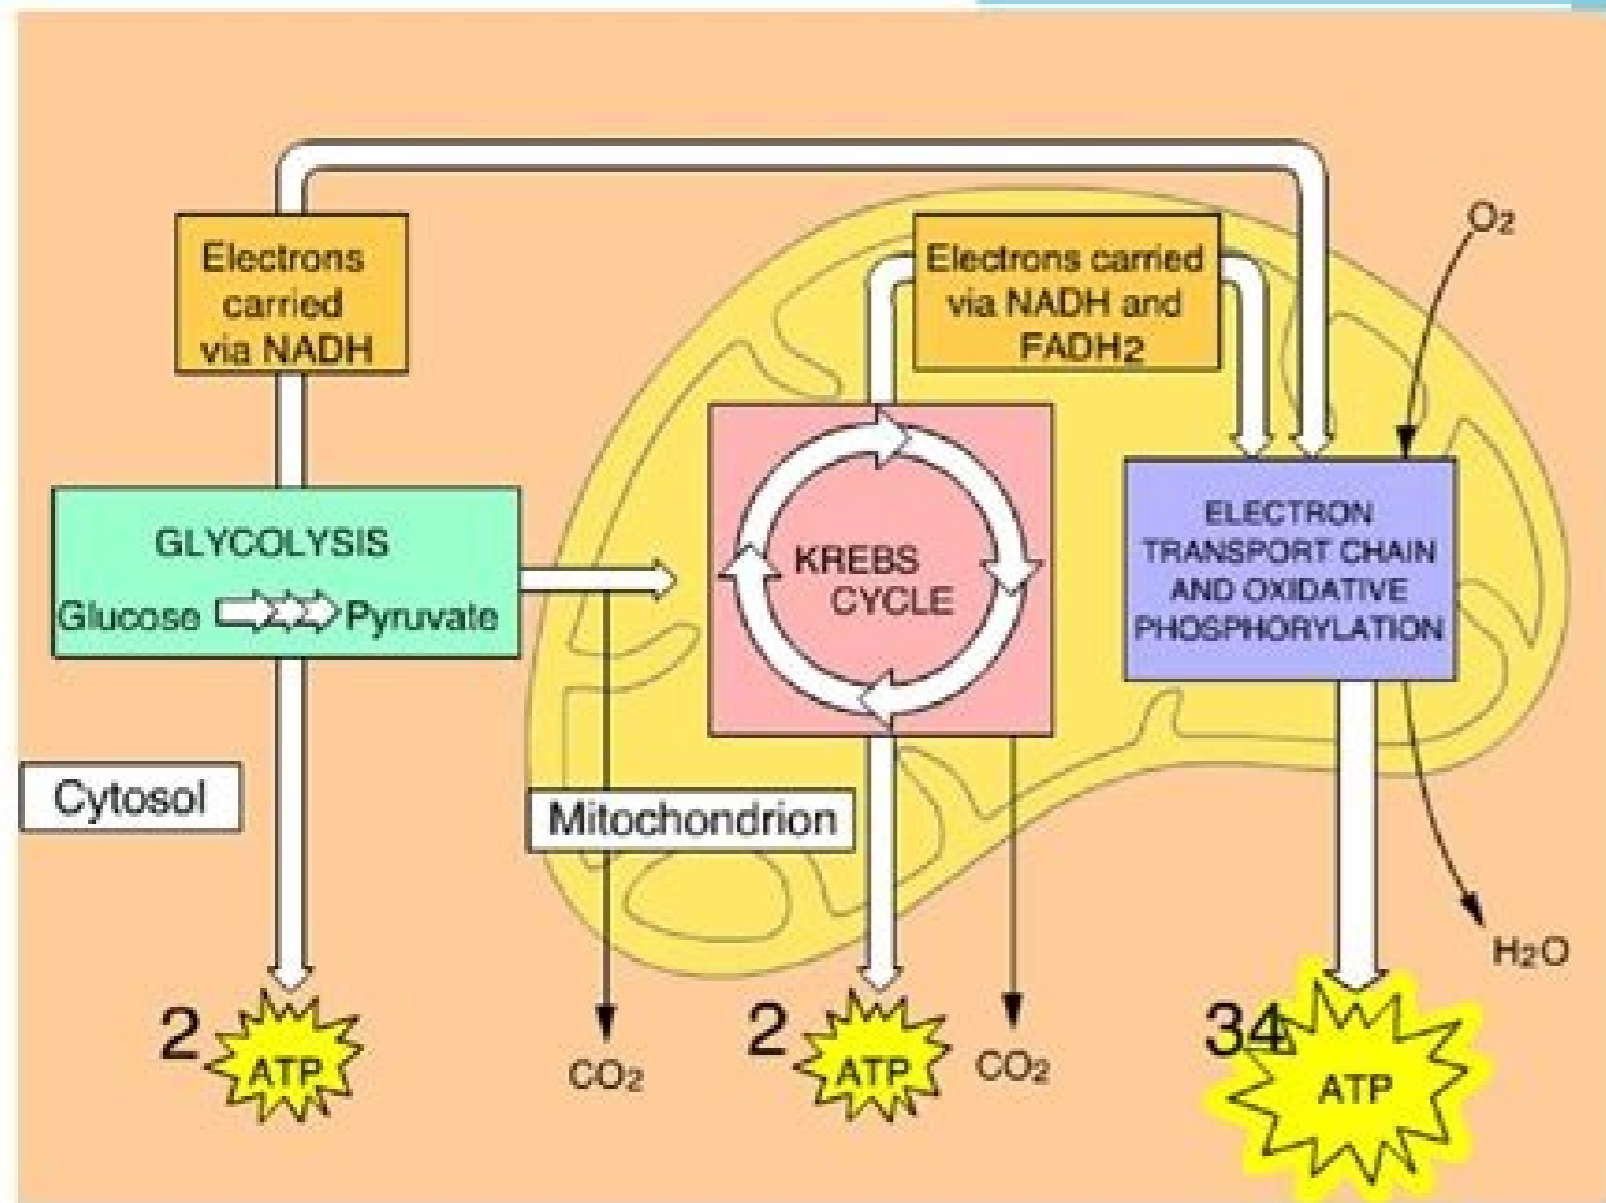 Electrons
carried
via NADH
Electrons carried
via NADH and
FADH2
O2
GLYCOLYSIS
Glucose Pyruvate
KREBS
CYCLE
ELECTRON
TRANSPORT CHAIN
AND OXIDATIVE
PHOSPHORYLATION
Cytosol
Mitochondrion
H2O
2
ATP
CO2
2
ATP
CO2
34
ATP